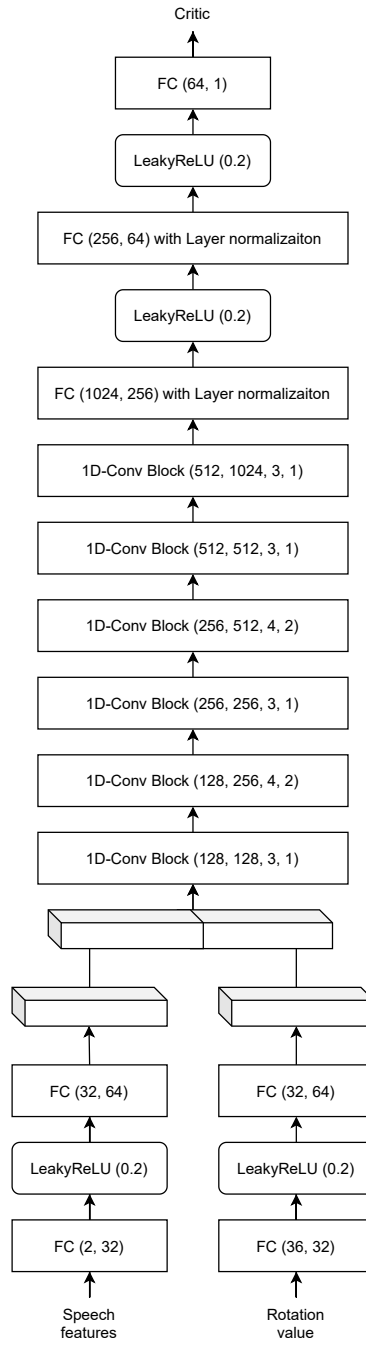 Critic
FC (64, 1)
LeakyReLU (0.2)
FC (256, 64) with Layer normalizaiton
LeakyReLU (0.2)
FC (1024, 256) with Layer normalizaiton
1D-Conv Block (512, 1024, 3, 1)
1D-Conv Block (512, 512, 3, 1)
1D-Conv Block (256, 512, 4, 2)
1D-Conv Block (256, 256, 3, 1)
1D-Conv Block (128, 256, 4, 2)
1D-Conv Block (128, 128, 3, 1)
FC (32, 64)
FC (32, 64)
LeakyReLU (0.2)
LeakyReLU (0.2)
FC (2, 32)
FC (36, 32)
Speech
features
Rotation
value